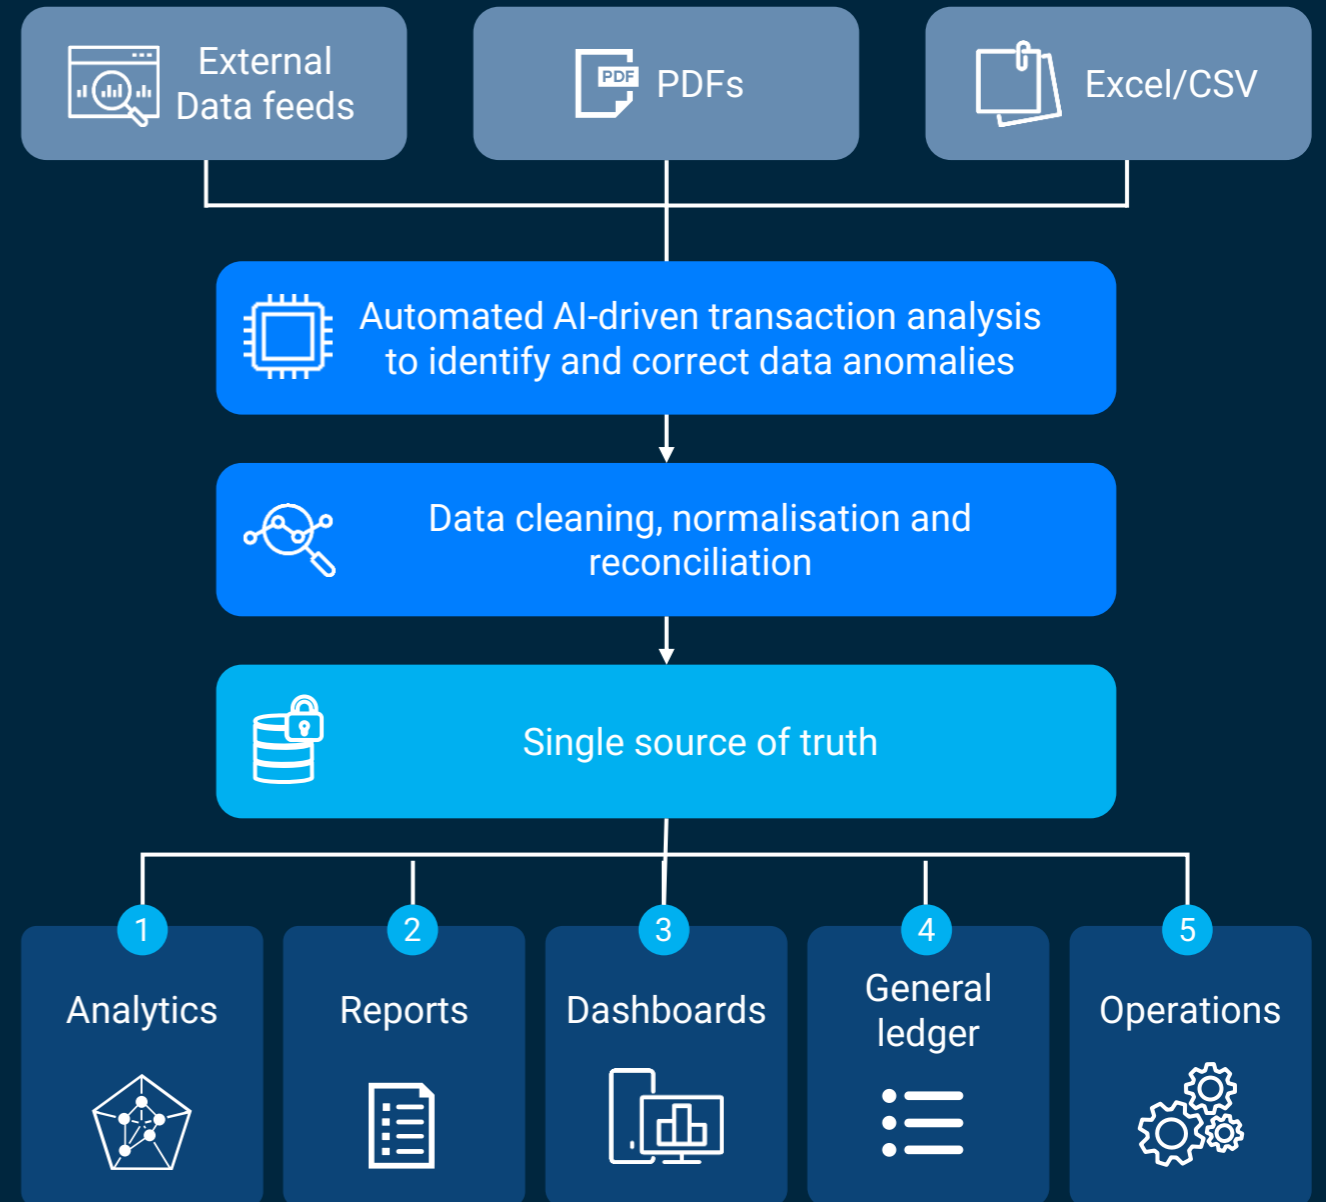 External
Data feeds
PDF
PDFs
Excel/CSV
Automated AI-driven transaction analysis
to identify and correct data anomalies
Data cleaning, normalisation and
reconciliation
Single source of truth
1
2
3
4
5
Analytics
Reports
Dashboards
General
ledger
Operations